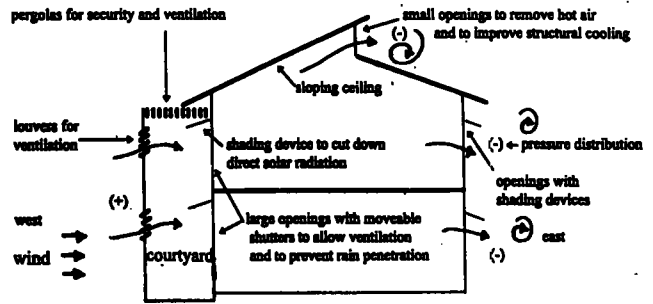 pergolas for security and ventilation
small openings to remove hot air
and to improve structural cooling
(-)
sloping ceiling
louvers for
ventilation
shading device to cut down
direct solar radiation
(-) pressure distribution
openings with
shading devices
(+)
west
wind
courtyard
large openings with moveable
shutters to allow ventilation
and to prevent rain penetration
east
(-)